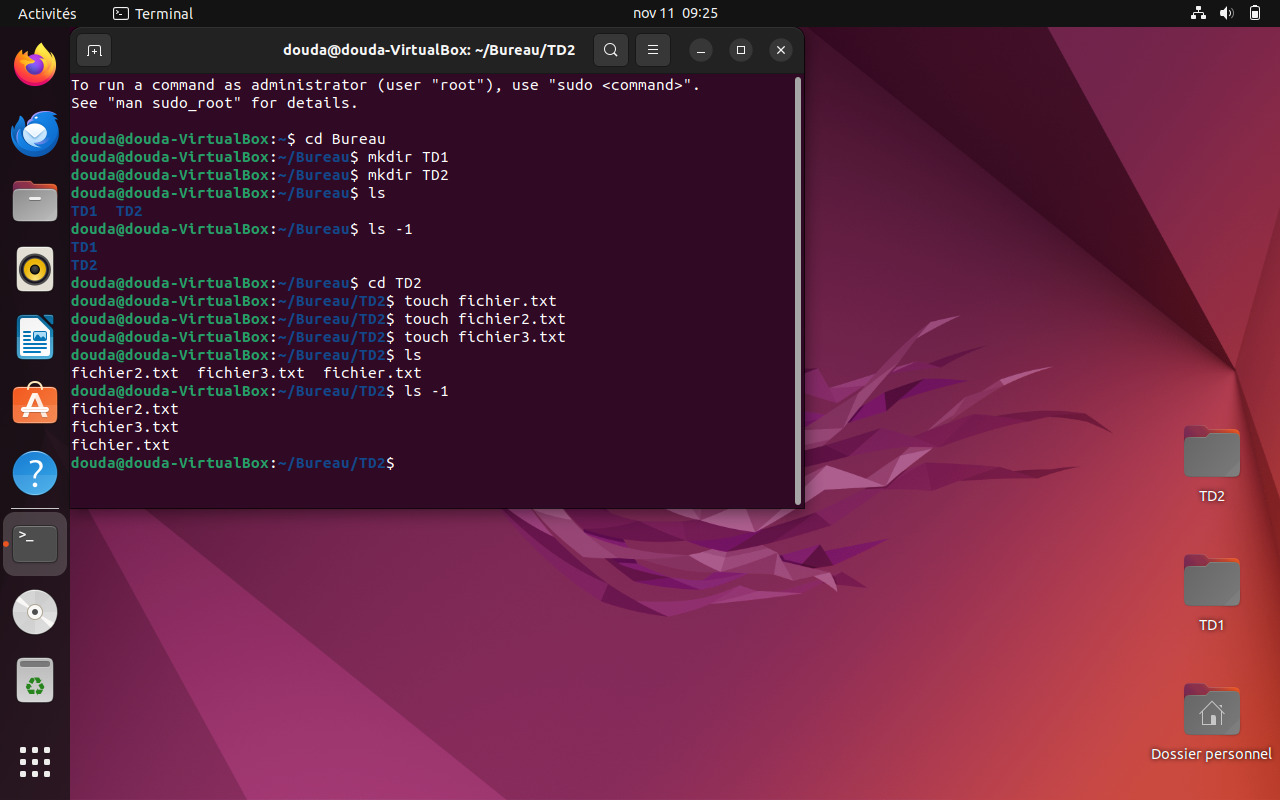 Activités
Terminal
nov 11 09:25
douda@douda-VirtualBox: ~/Bureau/TD2
To run a command as administrator (user "root"), use "sudo <command>".
See "man sudo_root" for details.
douda@douda-VirtualBox:~$ cd Bureau
douda@douda-VirtualBox:~/Bureau$ mkdir TD1
douda@douda-VirtualBox:~/Bureau$ mkdir TD2
douda@douda-VirtualBox:~/Bureau$ ls
TD1  TD2
douda@douda-VirtualBox:~/Bureau$ ls -1
TD1
TD2
douda@douda-VirtualBox:~/Bureau$ cd TD2
douda@douda-VirtualBox:~/Bureau/TD2$ touch fichier.txt
douda@douda-VirtualBox:~/Bureau/TD2$ touch fichier2.txt
douda@douda-VirtualBox:~/Bureau/TD2$ touch fichier3.txt
douda@douda-VirtualBox:~/Bureau/TD2$ ls
fichier2.txt  fichier3.txt  fichier.txt
douda@douda-VirtualBox:~/Bureau/TD2$ ls -1
fichier2.txt
fichier3.txt
fichier.txt
douda@douda-VirtualBox:~/Bureau/TD2$
TD2
TD1
Dossier personnel